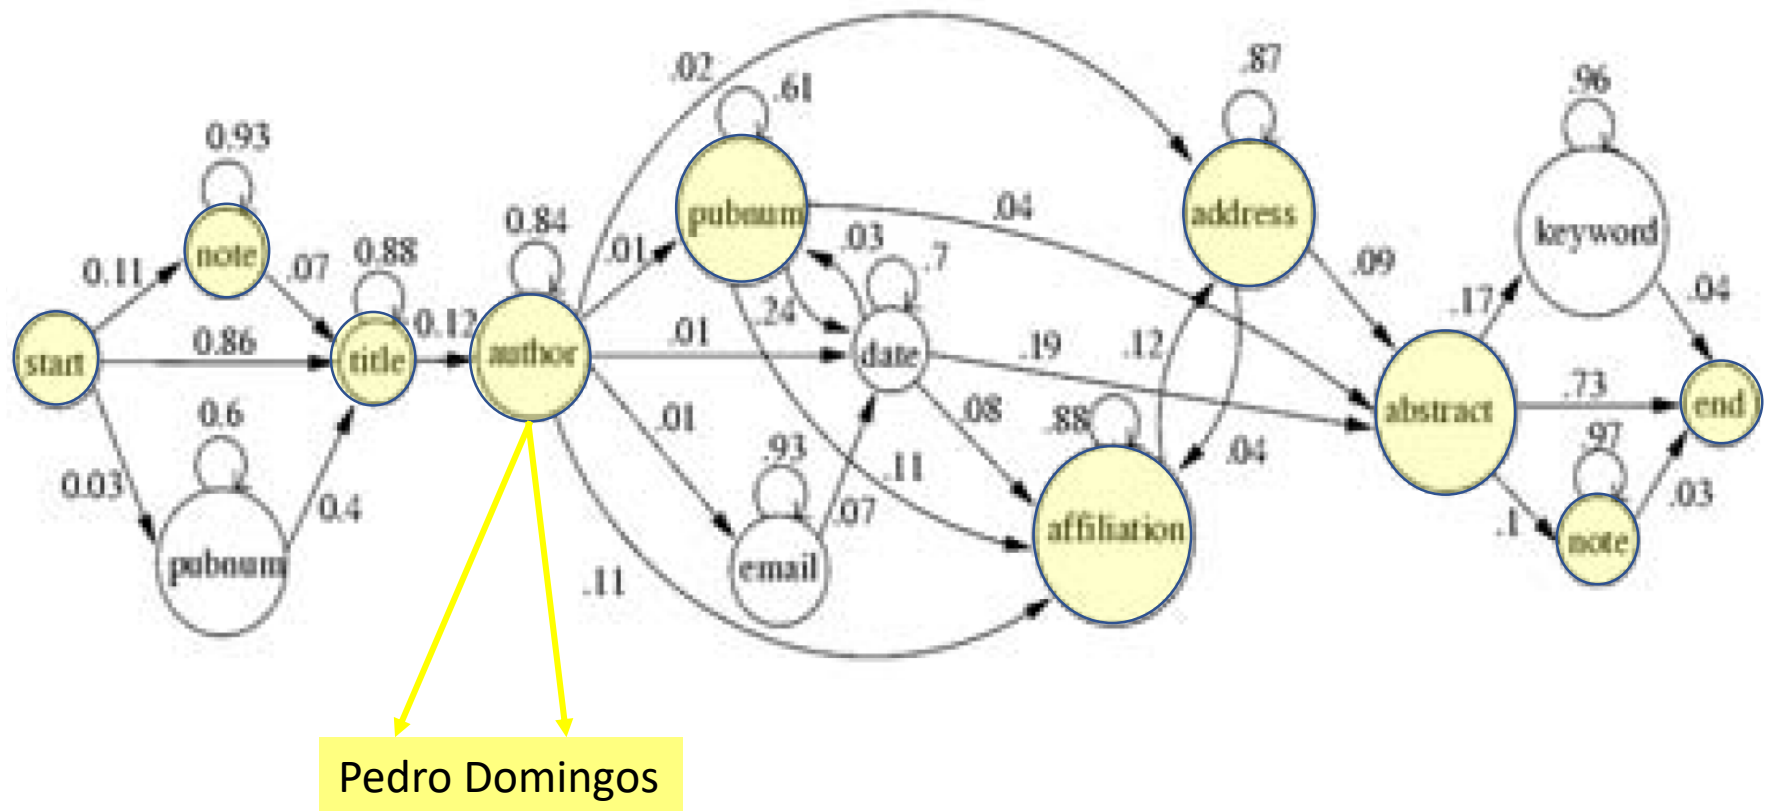 .02
.87
.96
.61
0.93
pubnum
address
keyword
0.84
.04
note
0.88
.01
.03
.7
.09
0.11
.07
.17
.04
.24
0.12
start
0.86
title
author
.01
date
.19
.12
.73
end
abstract
0.6
.01
.08
.88
.93
.11
.04
.97
0.03
0.4
.07
.03
affiliation
.1
note
pubnum
email
.11
Pedro Domingos